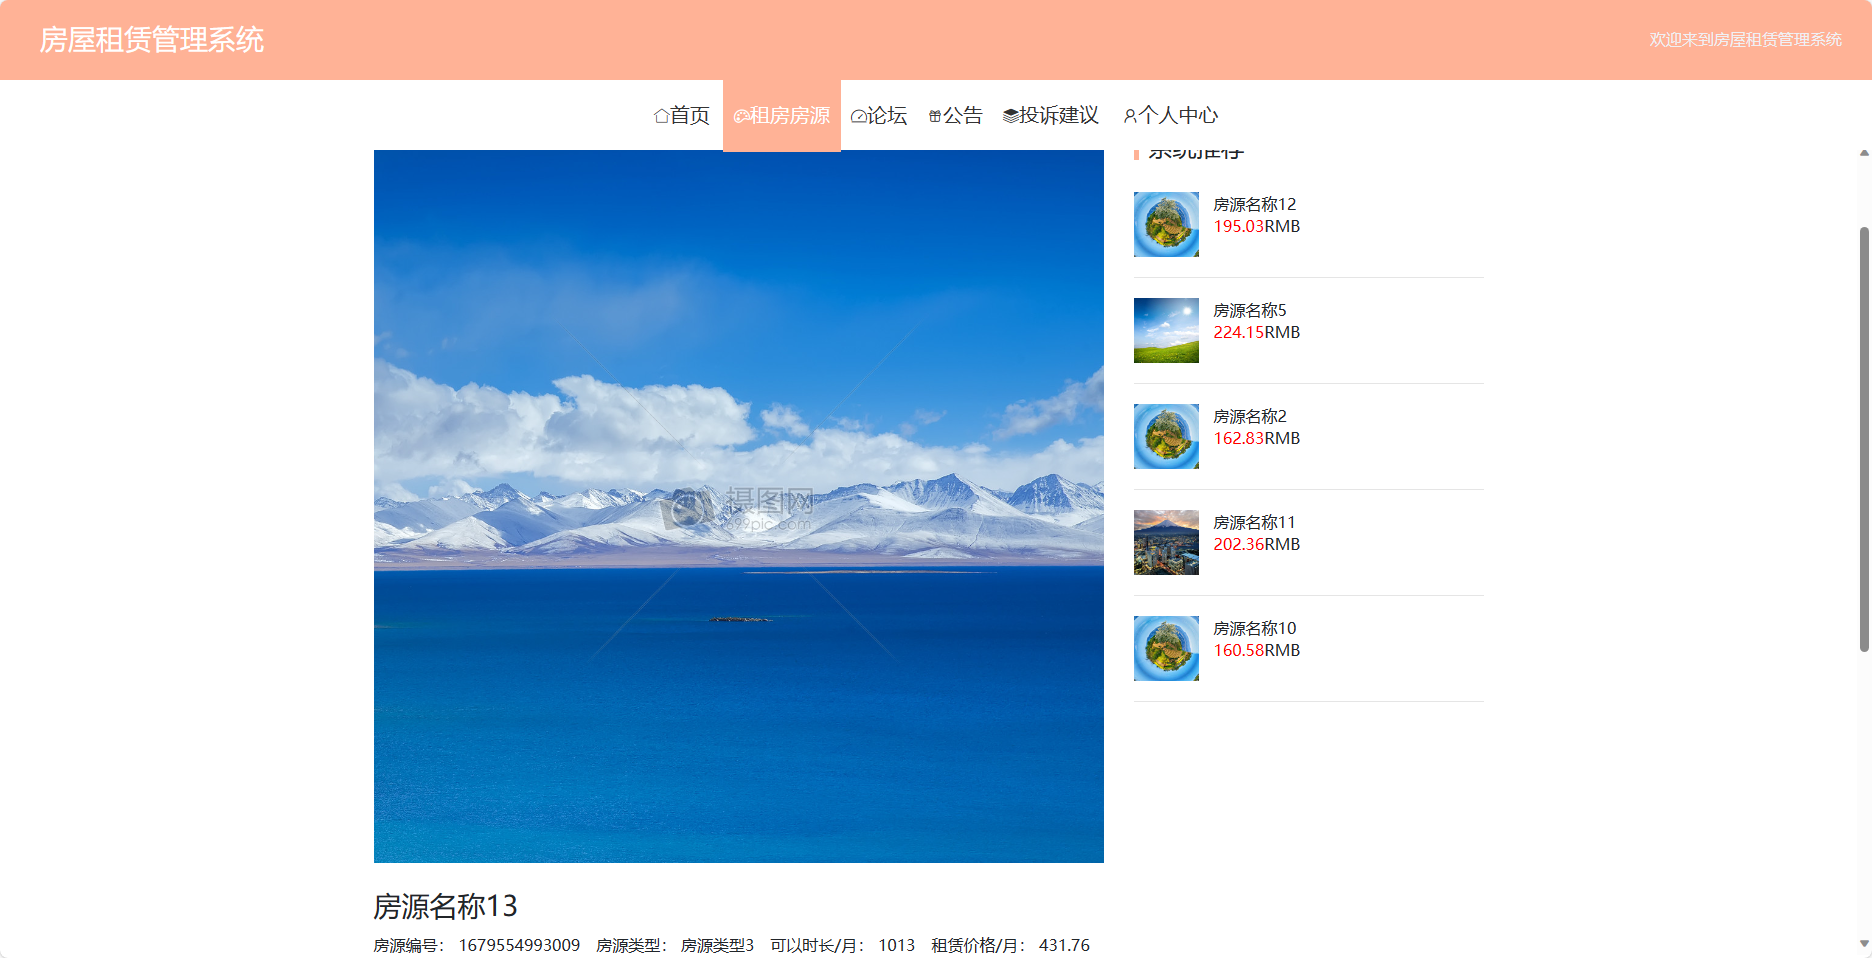 房屋租赁管理系统
欢迎来到房屋租赁管理系统
首页 租房房源 论坛 公告 投诉建议 个人中心
系统推荐
房源名称12
195.03RMB
房源名称5
224.15RMB
房源名称2
162.83RMB
房源名称11
202.36RMB
房源名称10
160.58RMB
摄图网
699pic.com
房源名称13
房源编号： 1679554993009 房源类型： 房源类型3 可以时长/月： 1013 租赁价格/月： 431.76